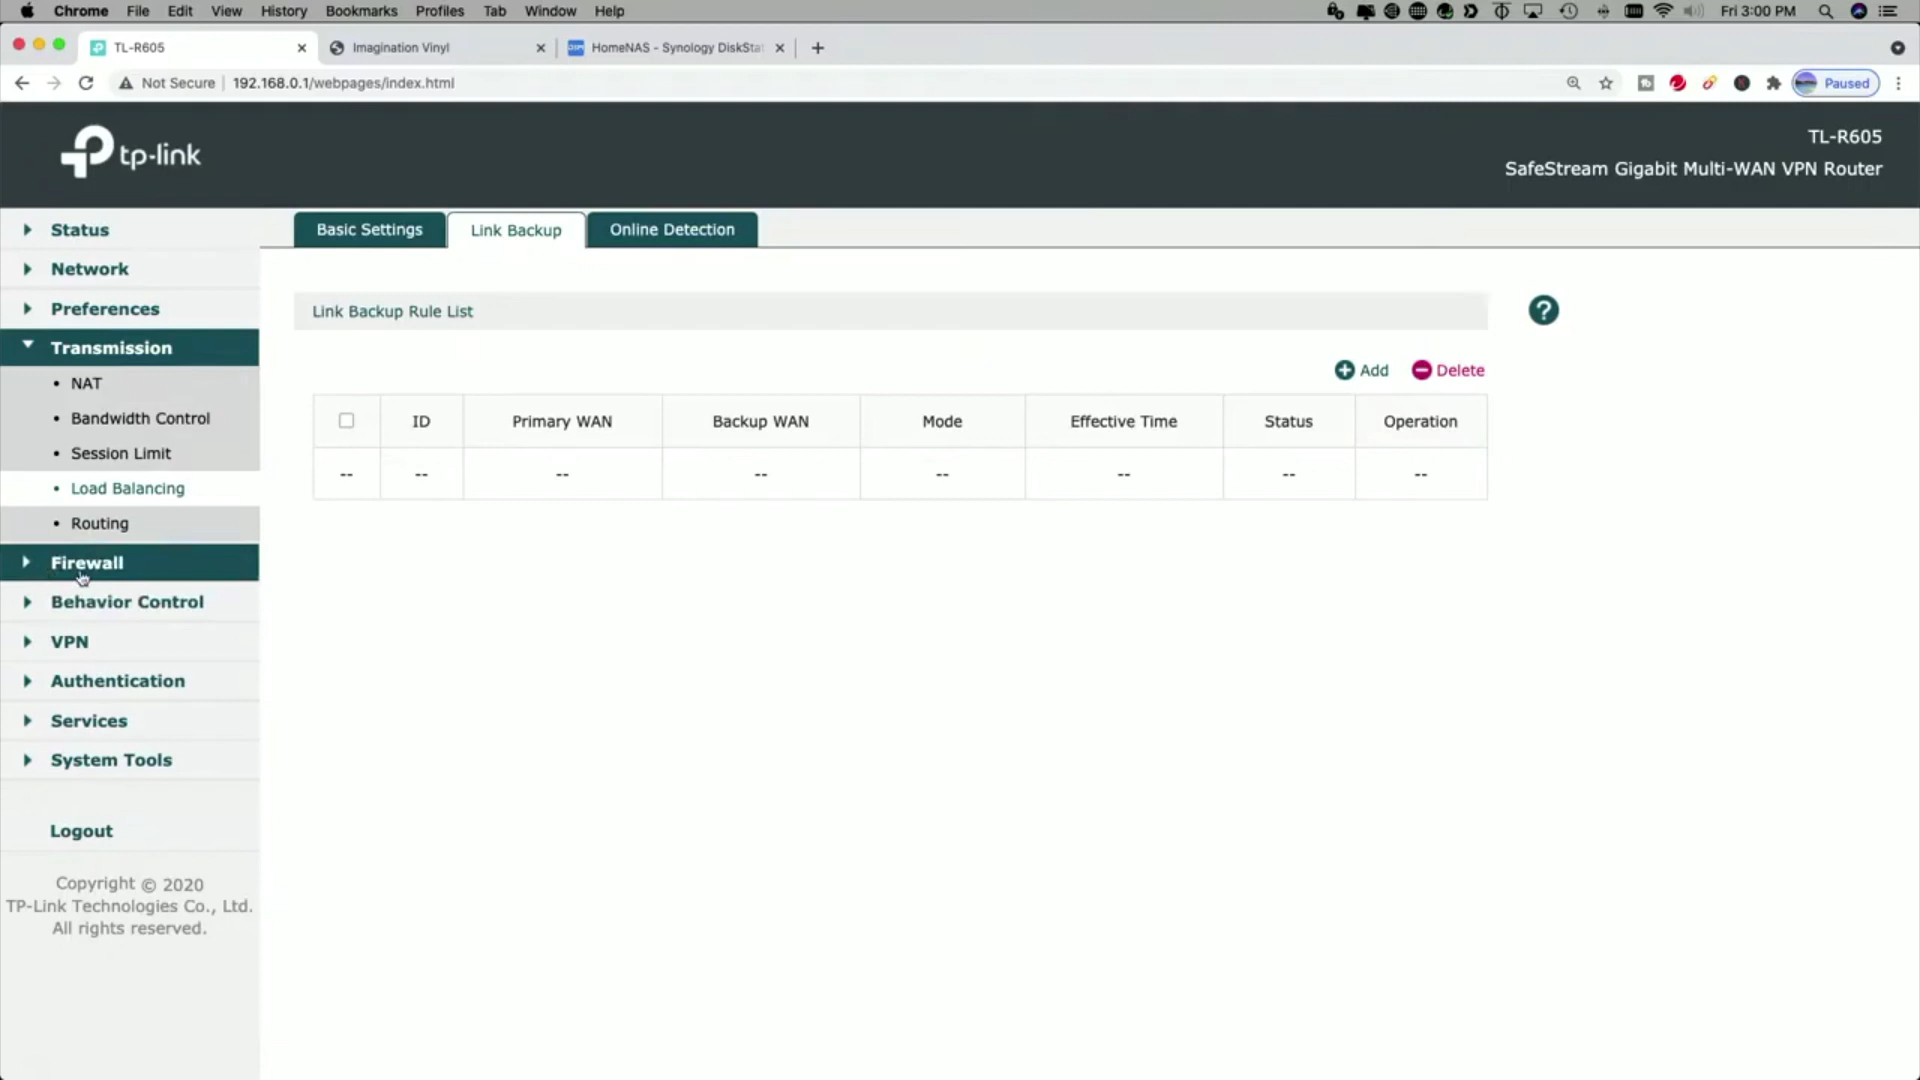 Chrome File Edit View History Bookmarks Profiles Tab Window Help Fri 3:00 PM
TL-R605 Imagination Vinyl HomeNAS - Synology DiskSta
Not Secure 192.168.0.1/webpages/index.html Paused
tp-link
TL-R605
SafeStream Gigabit Multi-WAN VPN Router
Status
Network
Preferences
Transmission
• NAT
• Bandwidth Control
• Session Limit
• Load Balancing
• Routing
Firewall
Behavior Control
VPN
Authentication
Services
System Tools
Logout
Copyright © 2020
TP-Link Technologies Co., Ltd.
All rights reserved.
Basic Settings Link Backup Online Detection
Link Backup Rule List ?
Add Delete
ID Primary WAN Backup WAN Mode Effective Time Status Operation
-- -- -- -- -- -- -- --